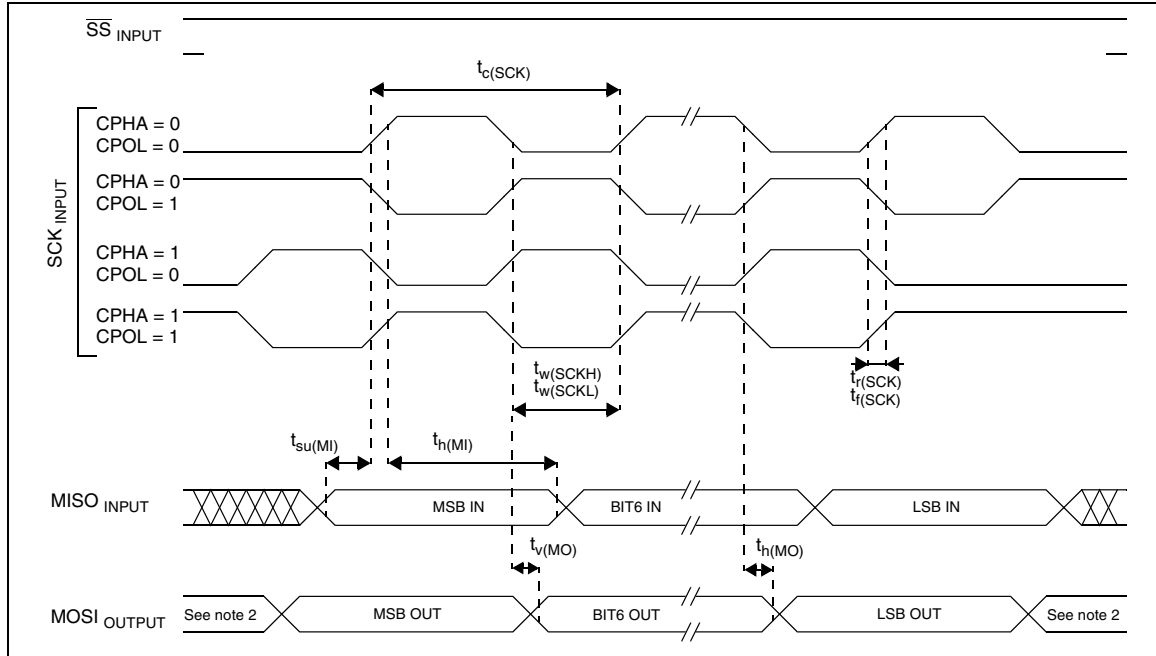 SS INPUT
tc(SCK)
SCK INPUT
CPHA = 0
CPOL = 0
CPHA = 0
CPOL = 1
CPHA = 1
CPOL = 0
CPHA = 1
CPOL = 1
tw(SCKH)
tw(SCKL)
tr(SCK)
tf(SCK)
tsu(MI)
th(MI)
MISO INPUT
MSB IN
BIT6 IN
LSB IN
tv(MO)
th(MO)
MOSI OUTPUT
See note 2
MSB OUT
BIT6 OUT
LSB OUT
See note 2